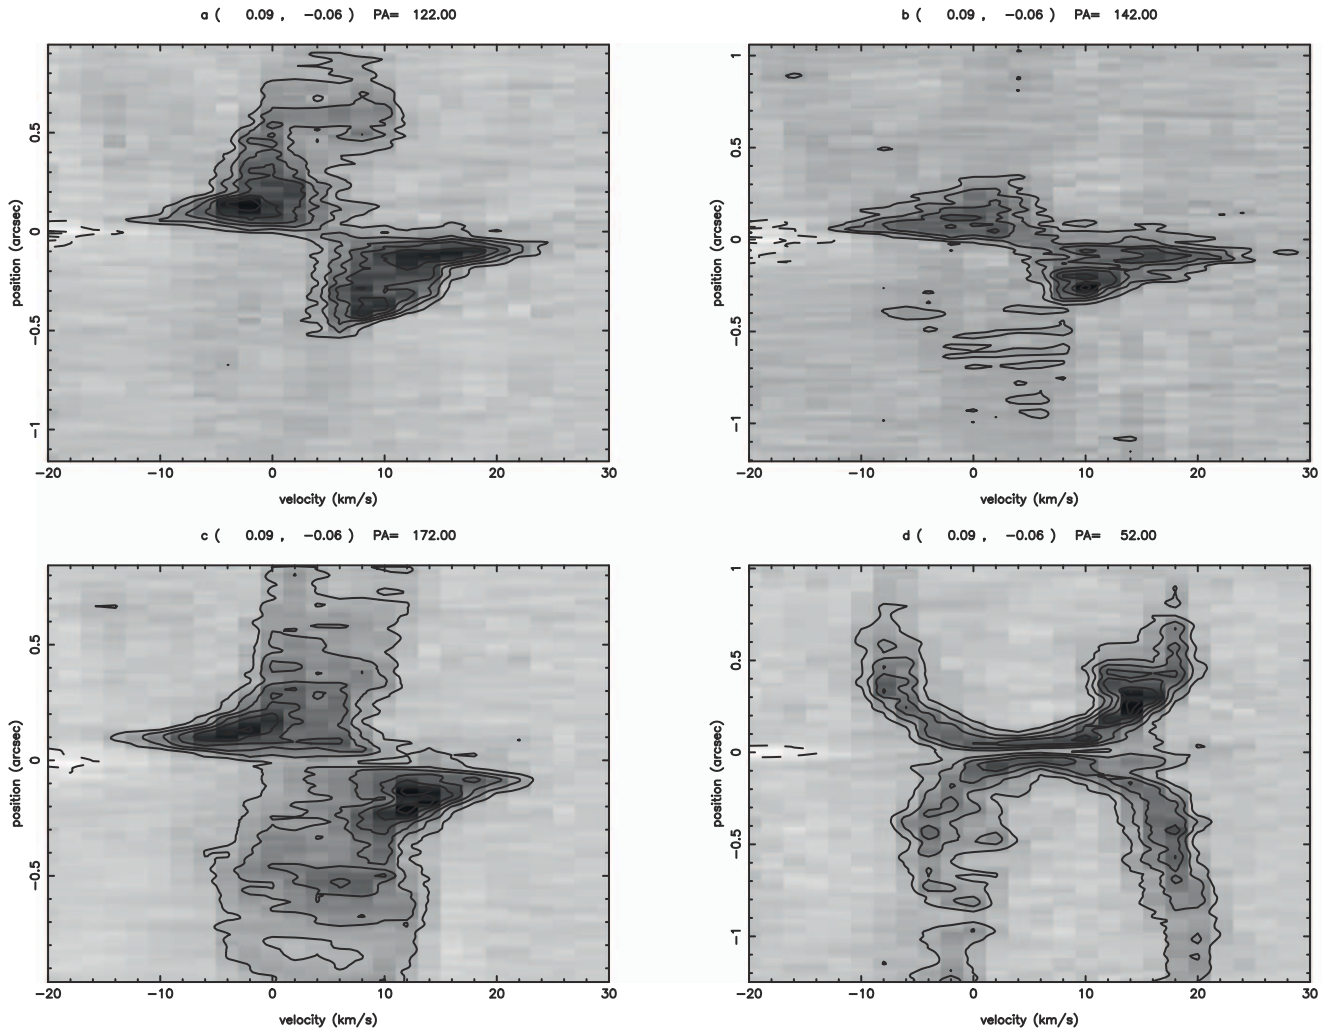 a ( 0.09 , −0.06 ) PA= 122.00
b ( 0.09 , −0.06 ) PA= 142.00
position (arcsec)
0.5
0
−0.5
−1
−20 −10 0 10 20 30
velocity (km/s)
position (arcsec)
1
0.5
0
−0.5
−1
−20 −10 0 10 20 30
velocity (km/s)
c ( 0.09 , −0.06 ) PA= 172.00
d ( 0.09 , −0.06 ) PA= 52.00
position (arcsec)
0.5
0
−0.5
−20 −10 0 10 20 30
velocity (km/s)
position (arcsec)
1
0.5
0
−0.5
−1
−20 −10 0 10 20 30
velocity (km/s)